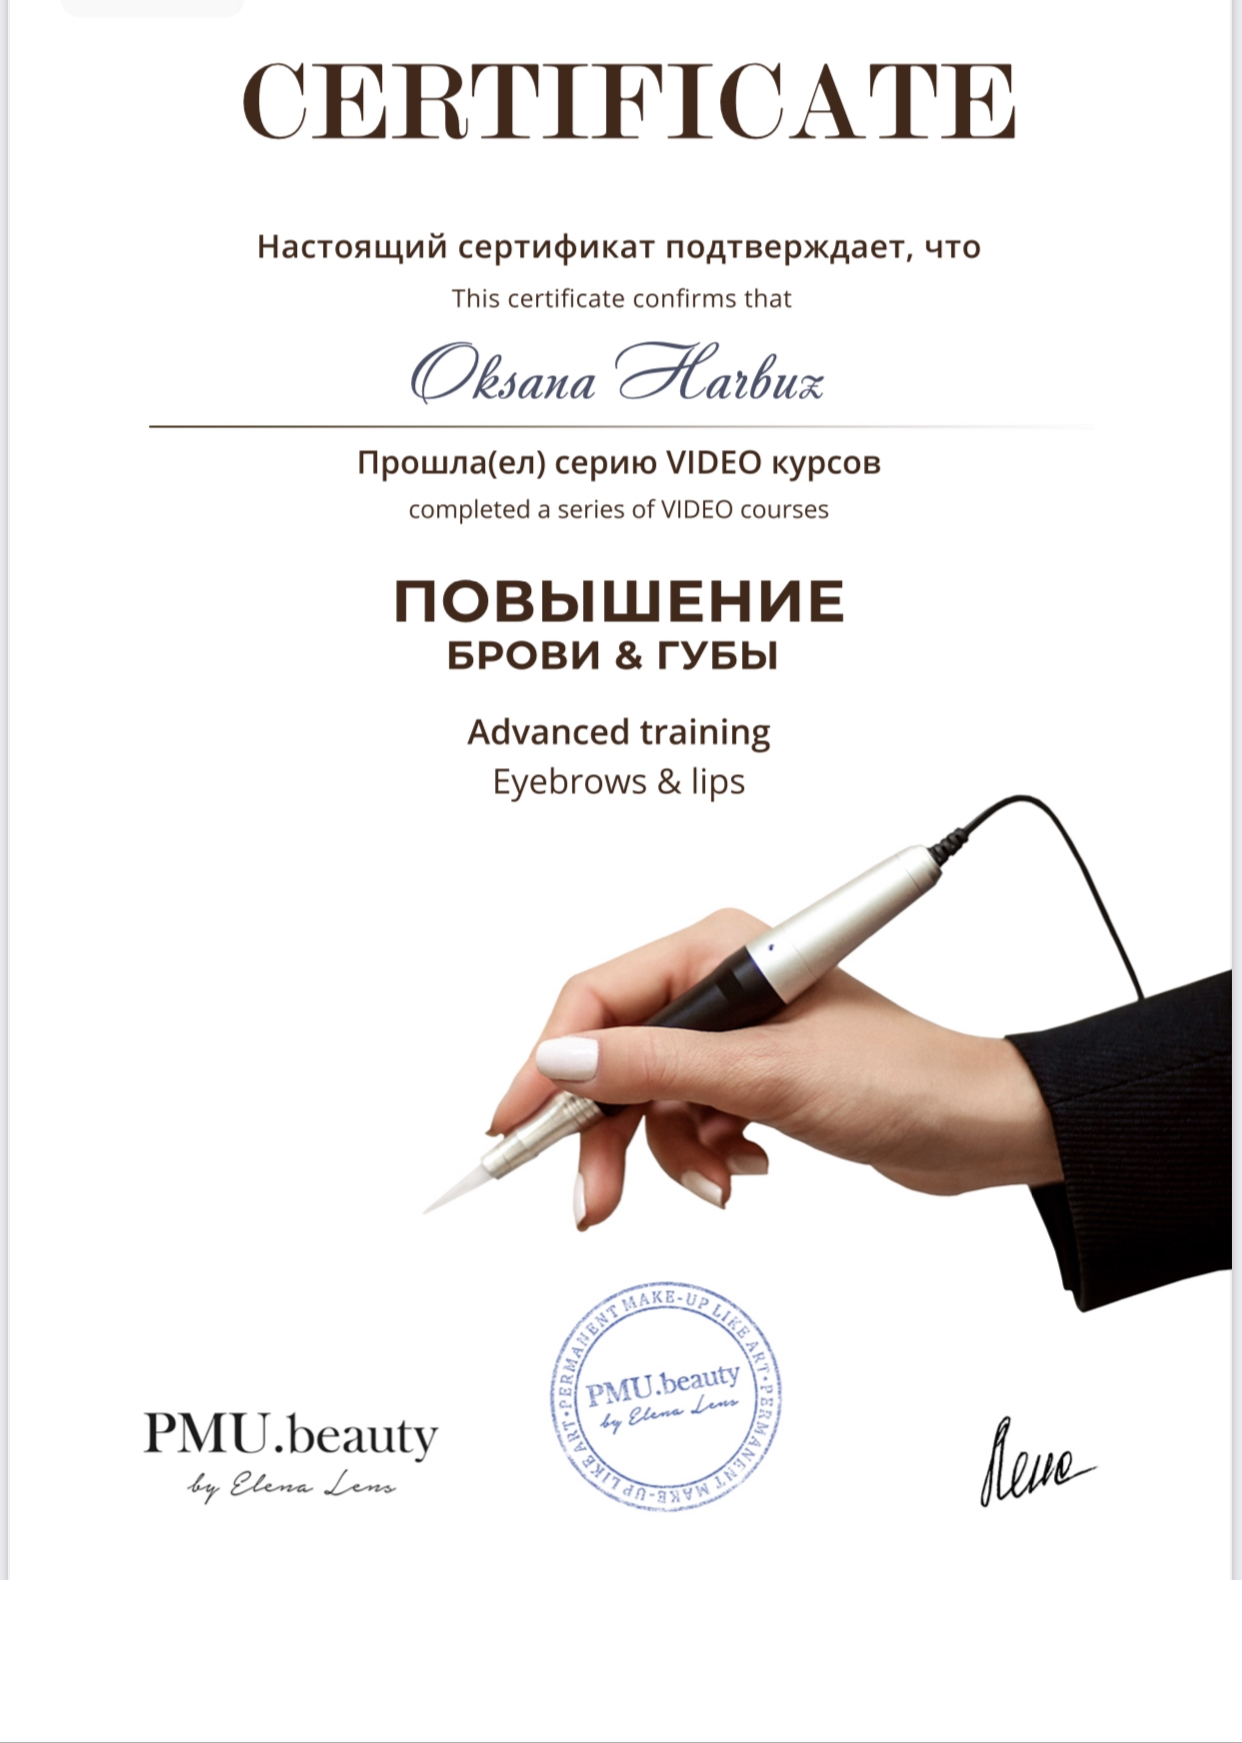 CERTIFICATE
Настоящий сертификат подтверждает, что
This certificate confirms that
Oksana Harbuz
Прошла(ел) серию VIDEO курсов
completed a series of VIDEO courses
ПОВЫШЕНИЕ
БРОВИ & ГУБЫ
Advanced training
Eyebrows & lips
PERMANENT MAKE-UP LIKE ART • PERMANENT MAKE-UP LIKE ART •
PMU.beauty
by Elena Lens
PMU.beauty
by Elena Lens